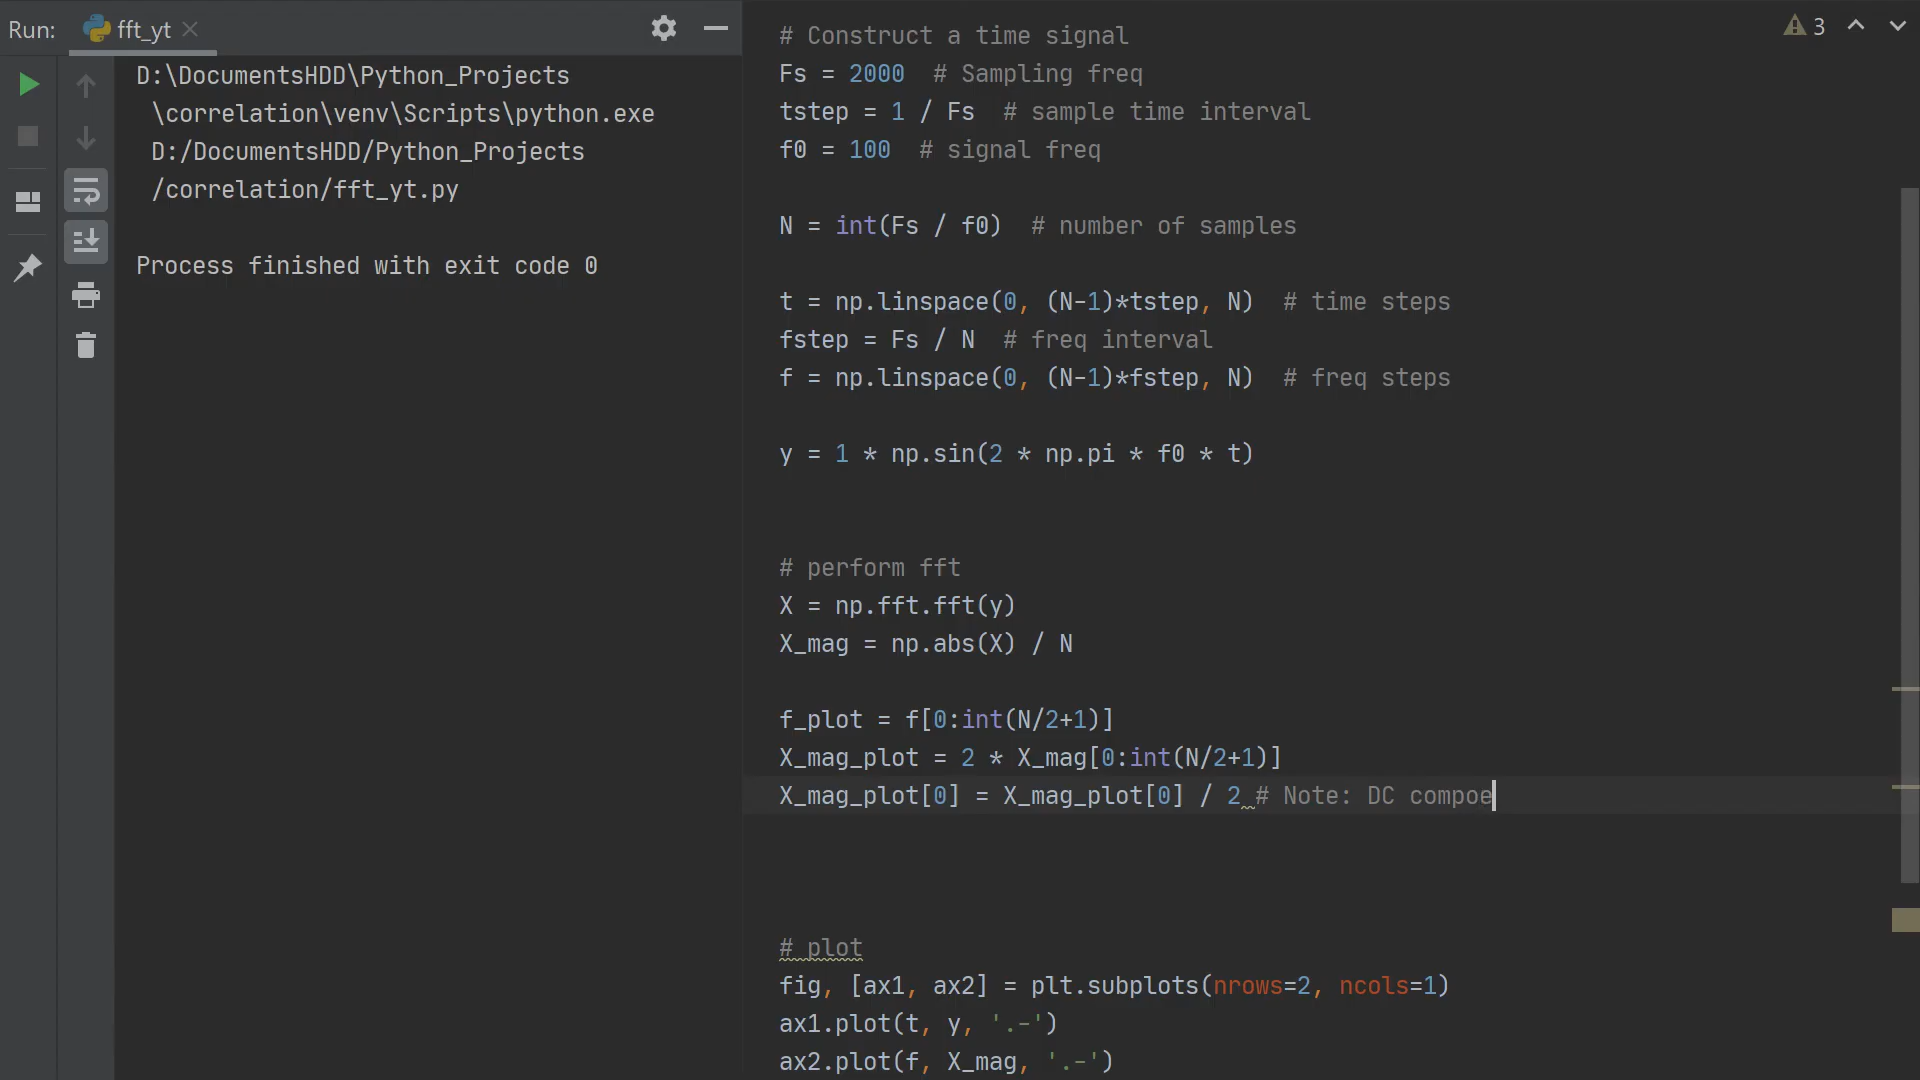 Run: fft_yt
D:\DocumentsHDD\Python_Projects
\correlation\venv\Scripts\python.exe
D:/DocumentsHDD/Python_Projects
/correlation/fft_yt.py
Process finished with exit code 0
3
# Construct a time signal
Fs = 2000  # Sampling freq
tstep = 1 / Fs  # sample time interval
f0 = 100  # signal freq
N = int(Fs / f0)  # number of samples
t = np.linspace(0, (N-1)*tstep, N)  # time steps
fstep = Fs / N  # freq interval
f = np.linspace(0, (N-1)*fstep, N)  # freq steps
y = 1 * np.sin(2 * np.pi * f0 * t)
# perform fft
X = np.fft.fft(y)
X_mag = np.abs(X) / N
f_plot = f[0:int(N/2+1)]
X_mag_plot = 2 * X_mag[0:int(N/2+1)]
X_mag_plot[0] = X_mag_plot[0] / 2 # Note: DC compoe
# plot
fig, [ax1, ax2] = plt.subplots(nrows=2, ncols=1)
ax1.plot(t, y, '.-')
ax2.plot(f, X_mag, '.-')